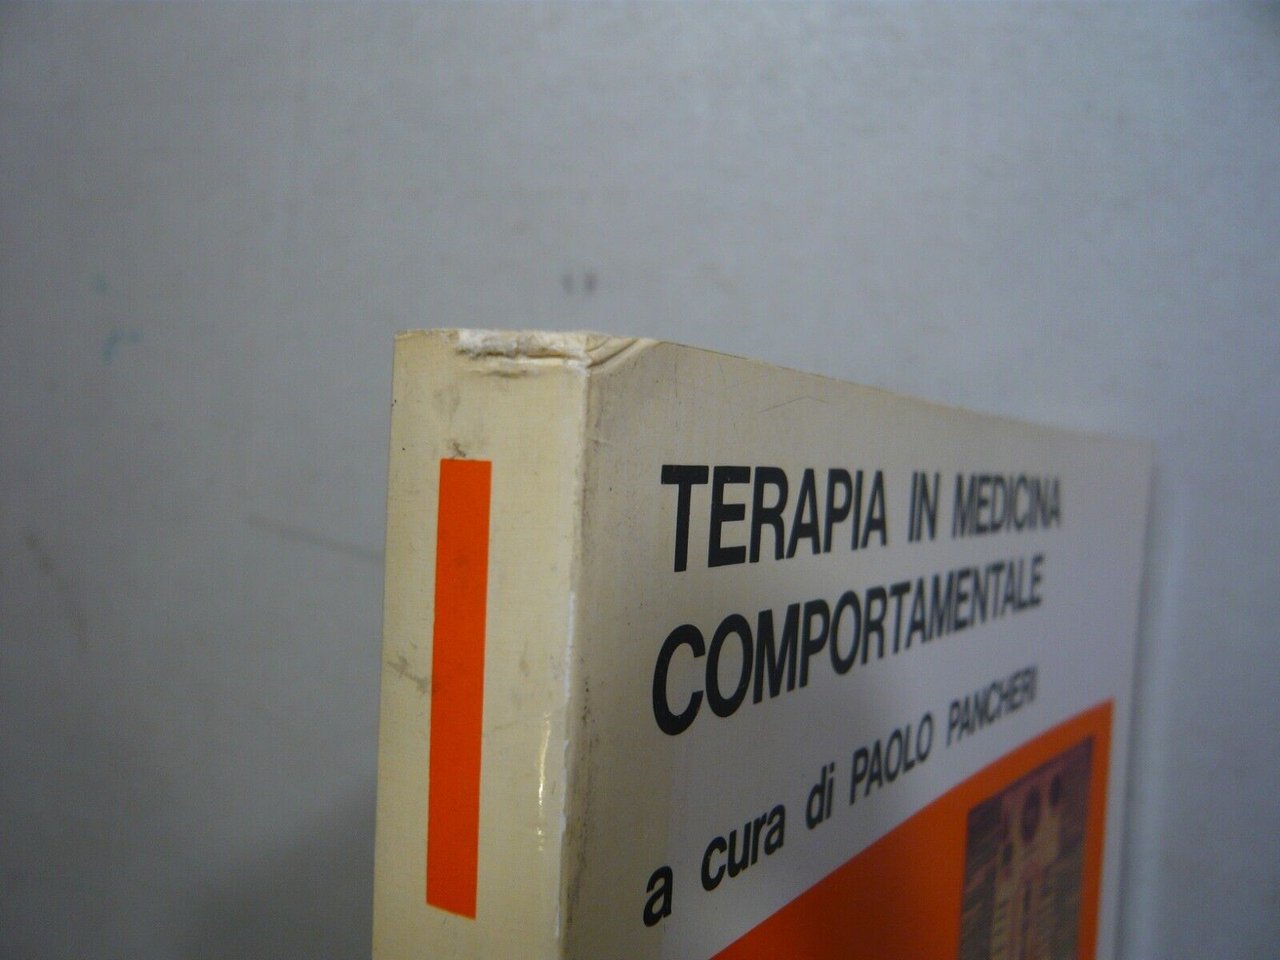 TERAPIA IN MEDICINA
COMPORTAMENTALE
a cura di PAOLO PANCHERI